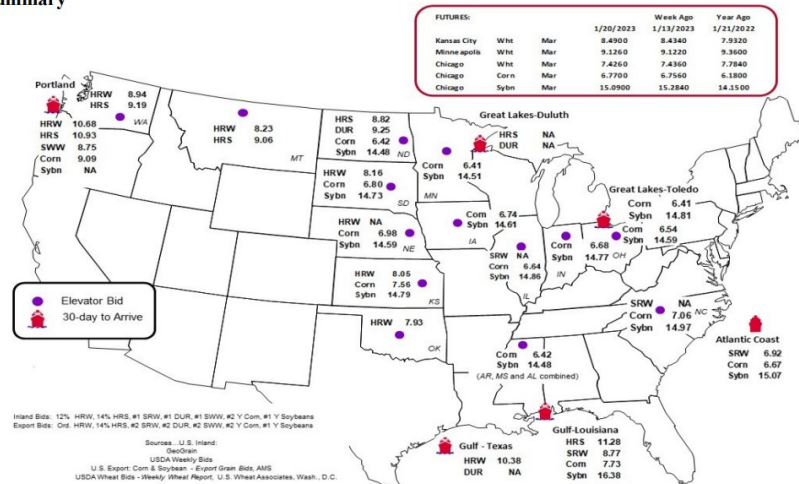 ummary
FUTURES:
Week Ago Year Ago
1/20/2023 1/13/2023 1/21/2022
Kansas City Wht Mar 8.4900 8.4340 7.9320
Minneapolis Wht Mar 9.1260 9.1220 9.3600
Chicago Wht Mar 7.4260 7.4360 7.7840
Chicago Corn Mar 6.7700 6.7560 6.1800
Chicago Sybn Mar 15.0900 15.2840 14.1500
Portland
HRW 10.68
HRS 10.93
SWW 8.75
Corn 9.09
Sybn NA
HRW 8.94
HRS 9.19
WA
HRW 8.23
HRS 9.06
MT
HRS 8.82
DUR 9.25
Corn 6.42
Sybn 14.48
ND
HRW 8.16
Corn 6.80
Sybn 14.73
SD
HRW NA
Corn 6.98
Sybn 14.59
NE
HRW 8.05
Corn 7.56
Sybn 14.79
KS
HRW 7.93
OK
Great Lakes-Duluth
HRS NA
DUR NA
Corn 6.41
Sybn 14.51
MN
Corn 6.74
Sybn 14.61
IA
SRW NA
Corn 6.64
Sybn 14.86
IL
Corn 6.68
Sybn 14.77
IN
Great Lakes-Toledo
Corn 6.41
Sybn 14.81
Corn 6.54
Sybn 14.59
OH
SRW NA
Corn 7.06
Sybn 14.97
NC
Corn 6.42
Sybn 14.48
(AR, MS and AL combined)
Atlantic Coast
SRW 6.92
Corn 6.67
Sybn 15.07
Gulf-Louisiana
HRS 11.28
SRW 8.77
Corn 7.73
Sybn 16.38
Gulf - Texas
HRW 10.38
DUR NA
Elevator Bid
30-day to Arrive
Inland Bids: 12% HRW, 14% HRS, #1 SRW, #1 DUR, #1 SWW, #2 Y Corn, #1 Y Soybeans
Export Bids: Ord. HRW, 14% HRS, #2 SRW, #2 DUR, #2 SWW, #2 Y Corn, #1 Y Soybeans
Sources...U.S. Inland:
GeoGrain
USDA Weekly Bids
U.S. Export: Corn & Soybean - Export Grain Bids, AMS
USDA Wheat Bids - Weekly Wheat Report, U.S. Wheat Associates, Wash., D.C.